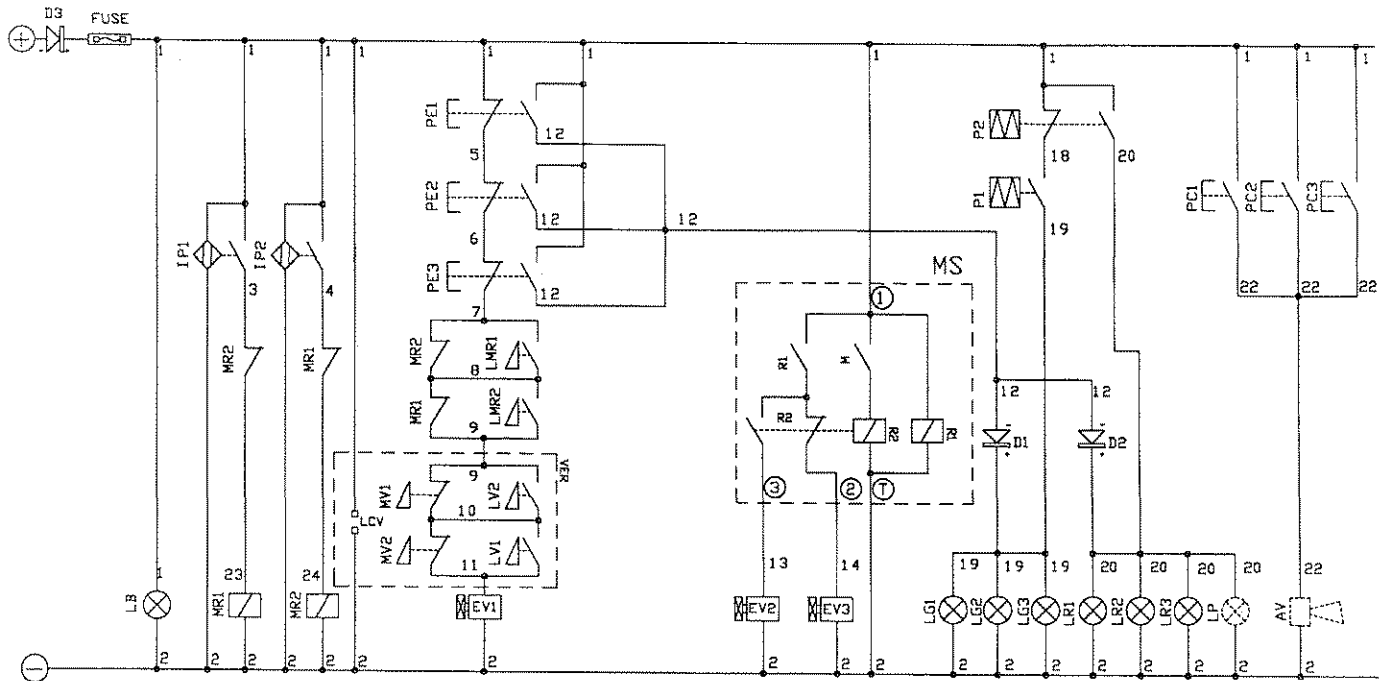 D3
FUSE
+
1 1 1 1 1 1 1 1 1 1 1
PE1
12
5
PE2
12
12
6
PE3
12
7
P2
18
20
P1
19
PC1
PC2
PC3
22 22 22
IP1
3
IP2
4
MR2
MR1
MR2
LMR1
8
MR1
LMR2
9
VER
9
MV1
LV2
10
LCV
MV2
LV1
11
MS
1
R1
M
R2
R2
R1
3
2
T
12
12
D1
D2
1
23
24
13
14
19 19 19 20 20 20 20
22
LB
MR1
MR2
EV1
EV2
EV3
LG1
LG2
LG3
LR1
LR2
LR3
LP
AV
-
2 2 2 2 2 2 2 2 2 2 2 2 2 2 2 2 2 2